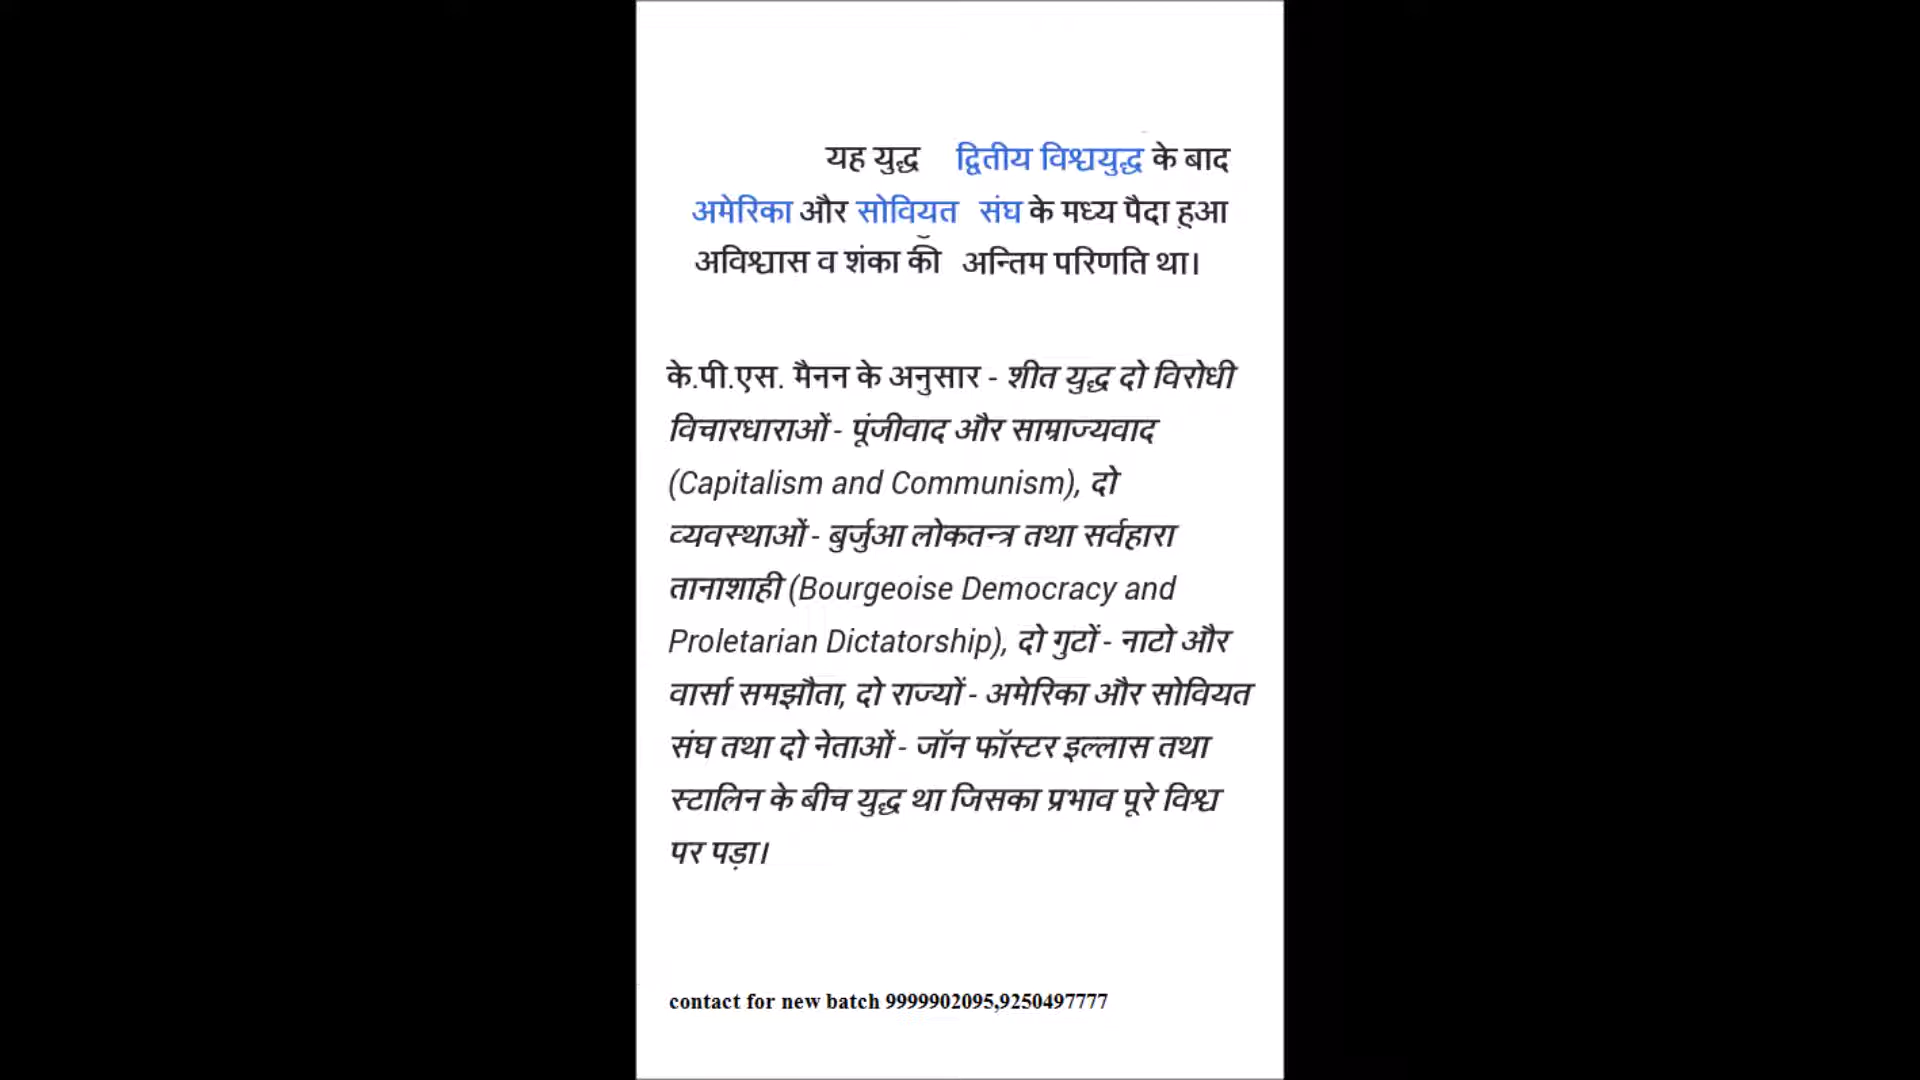 यह युद्ध द्वितीय विश्वयुद्ध के बाद
अमेरिका और सोवियत संघ के मध्य पैदा हुआ
अविश्वास व शंका की अन्तिम परिणति था।
के.पी.एस. मैनन के अनुसार - शीत युद्ध दो विरोधी
विचारधाराओं - पूंजीवाद और साम्राज्यवाद
(Capitalism and Communism), दो
व्यवस्थाओं - बुर्जुआ लोकतन्त्र तथा सर्वहारा
तानाशाही (Bourgeoise Democracy and
Proletarian Dictatorship), दो गुटों - नाटो और
वार्सा समझौता, दो राज्यों - अमेरिका और सोवियत
संघ तथा दो नेताओं - जॉन फॉस्टर इल्लास तथा
स्टालिन के बीच युद्ध था जिसका प्रभाव पूरे विश्व
पर पड़ा।
contact for new batch 9999902095,9250497777